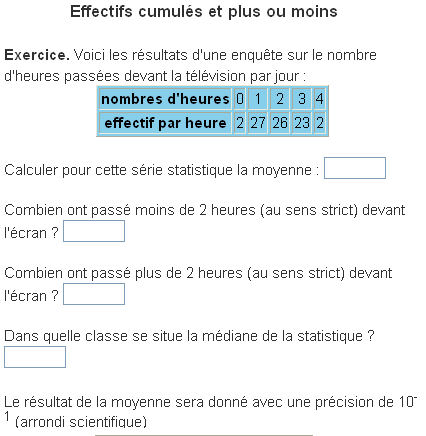 Effectifs cumulés et plus ou moins
Exercice. Voici les résultats d'une enquête sur le nombre
d'heures passées devant la télévision par jour :
nombres d'heures 0 1 2 3 4
effectif par heure 2 27 26 23 2
Calculer pour cette série statistique la moyenne :
Combien ont passé moins de 2 heures (au sens strict) devant
l'écran ?
Combien ont passé plus de 2 heures (au sens strict) devant
l'écran ?
Dans quelle classe se situe la médiane de la statistique ?
Le résultat de la moyenne sera donné avec une précision de 10-
1 (arrondi scientifique)